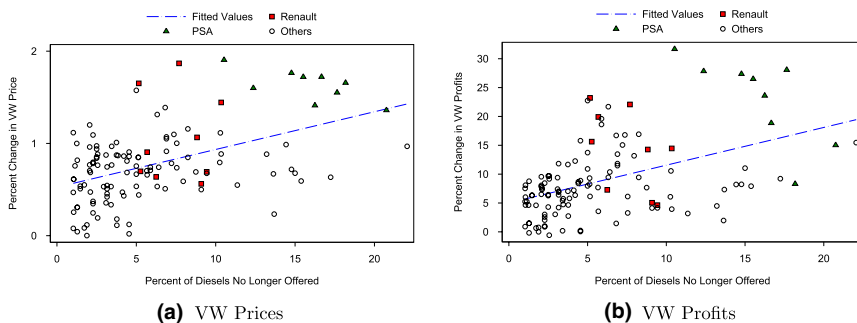 Fitted Values
Renault
PSA
Others
Percent Change in VW Price
2
1
0
0
5
10
15
20
Percent of Diesels No Longer Offered
(a) VW Prices
Fitted Values
Renault
PSA
Others
Percent Change in VW Profits
30
25
20
15
10
5
0
0
5
10
15
20
Percent of Diesels No Longer Offered
(b) VW Profits